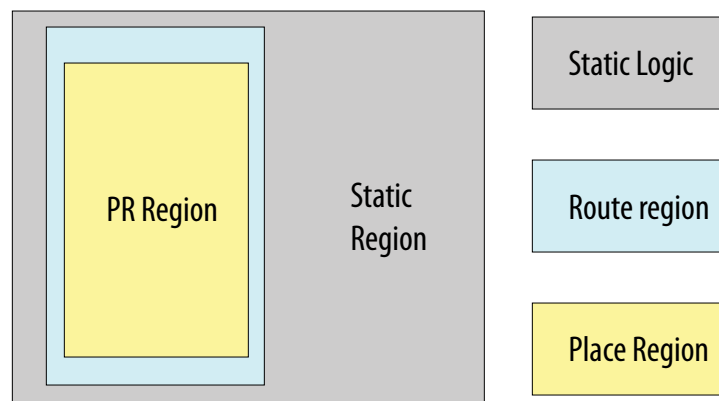 PR Region
Static
Region
Static Logic
Route region
Place Region